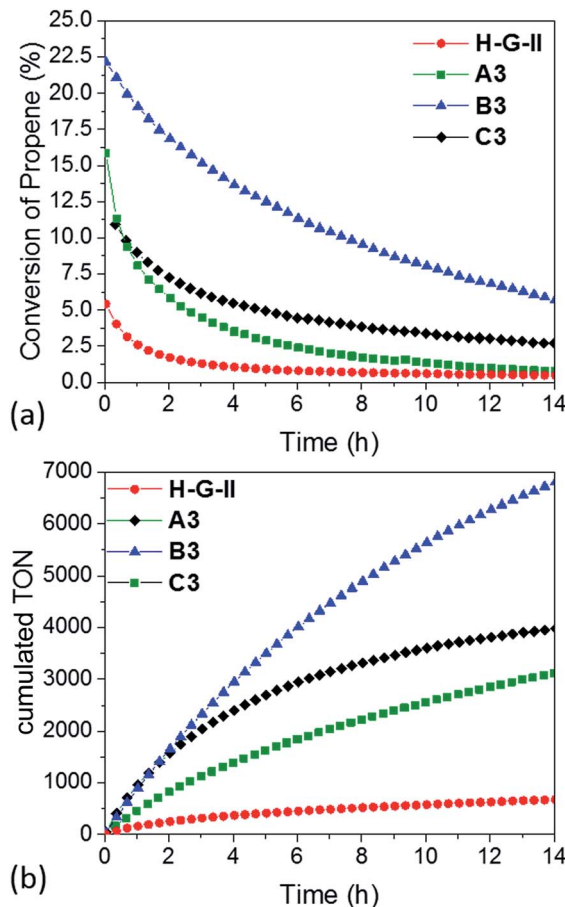 25.0
22.5
20.0
17.5
15.0
12.5
10.0
7.5
5.0
2.5
0.0
Conversion of Propene (%)
H-G-II
A3
B3
C3
0 2 4 6 8 10 12 14
Time (h)
(a)
7000
6000
5000
4000
3000
2000
1000
0
cumulated TON
H-G-II
A3
B3
C3
0 2 4 6 8 10 12 14
Time (h)
(b)